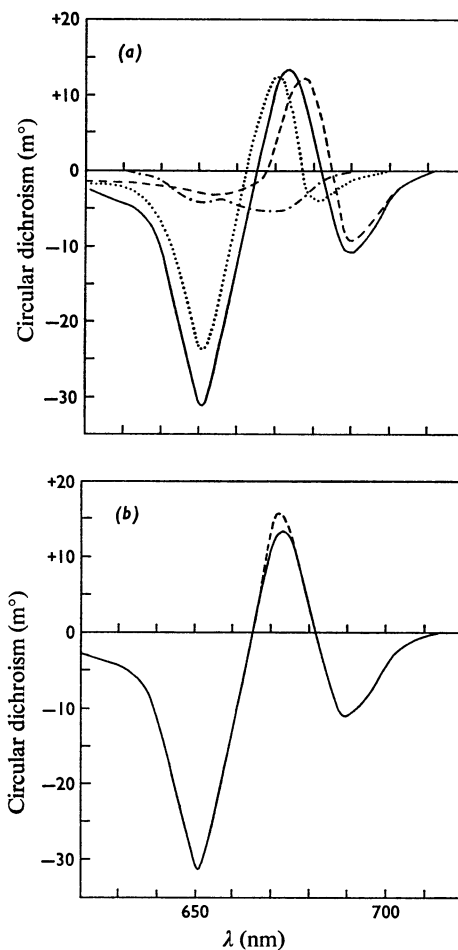 (a)
+20
+10
0
−10
−20
−30
Circular dichroism (m°)
(b)
+20
+10
0
−10
−20
−30
Circular dichroism (m°)
650
700
λ (nm)